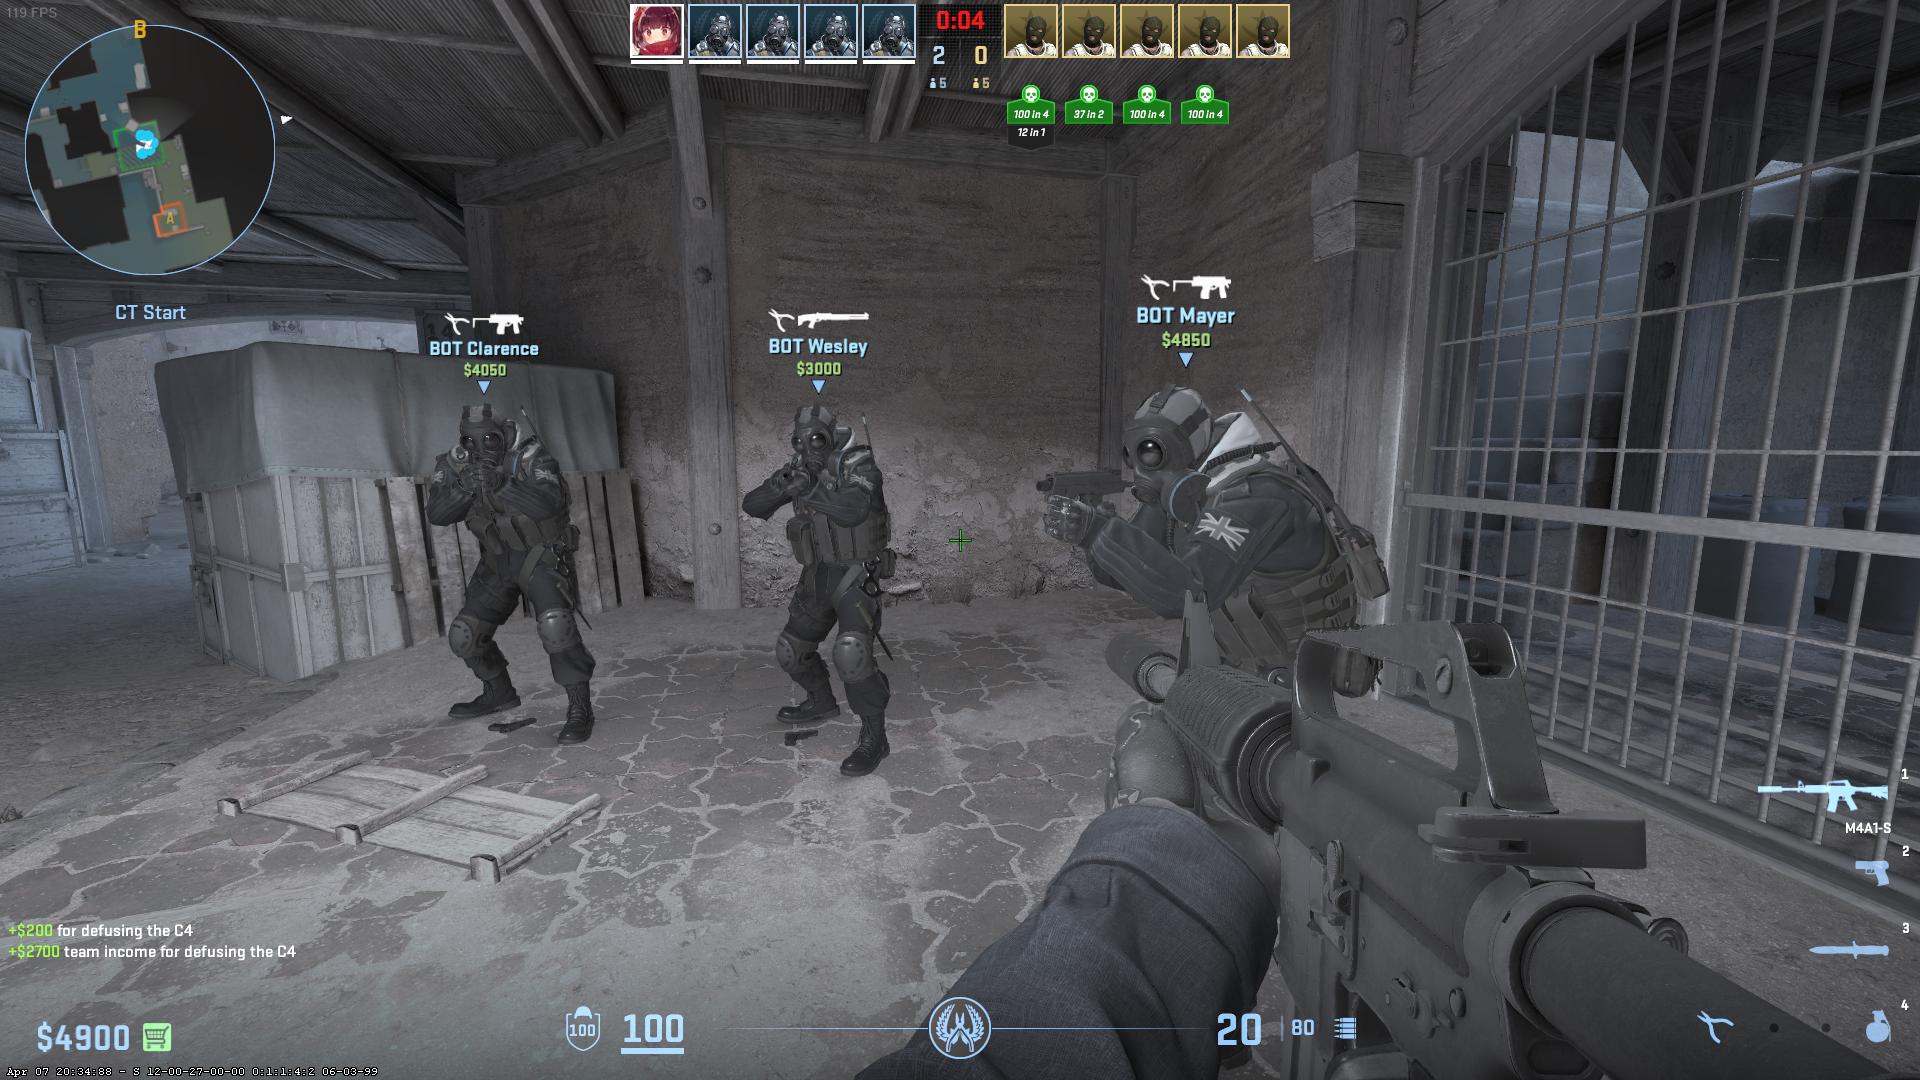 119 FPS
B
0:04
2 0
5 5
100 in 4 37 in 2 100 in 4 100 in 4
12 in 1
A
CT Start
BOT Clarence
$4050
BOT Wesley
$3000
BOT Mayer
$4850
1
M4A1-S
2
3
4
+$200 for defusing the C4
+$2700 team income for defusing the C4
$4900
100
100
20 80
Apr 07 20:34:88 - S 12-00-27-00-00 0:1:1:4:2 06-03-99